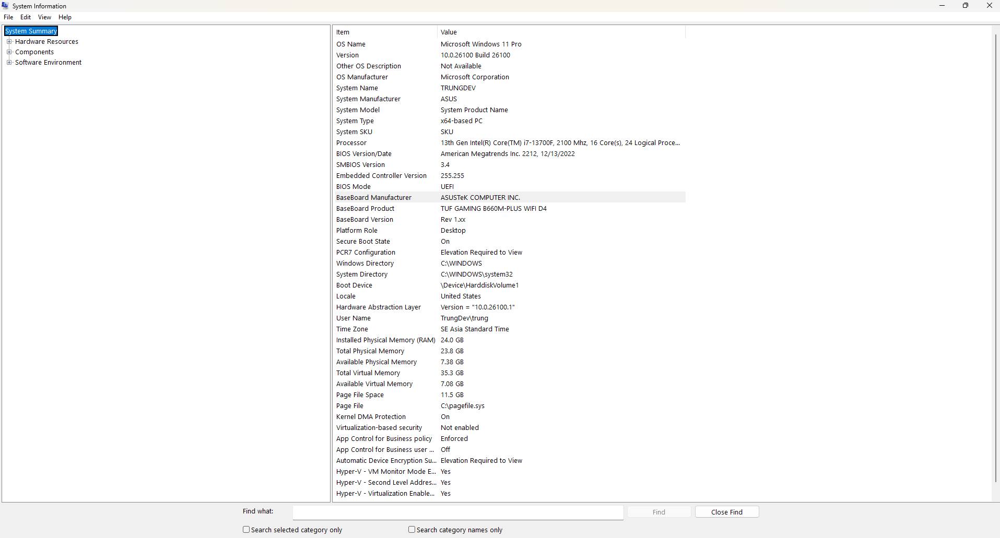 System Information
File Edit View Help
System Summary
Hardware Resources
Components
Software Environment
Item Value
OS Name Microsoft Windows 11 Pro
Version 10.0.26100 Build 26100
Other OS Description Not Available
OS Manufacturer Microsoft Corporation
System Name TRUNGDEV
System Manufacturer ASUS
System Model System Product Name
System Type x64-based PC
System SKU SKU
Processor 13th Gen Intel(R) Core(TM) i7-13700F, 2100 Mhz, 16 Core(s), 24 Logical Proce...
BIOS Version/Date American Megatrends Inc. 2212, 12/13/2022
SMBIOS Version 3.4
Embedded Controller Version 255.255
BIOS Mode UEFI
BaseBoard Manufacturer ASUSTeK COMPUTER INC.
BaseBoard Product TUF GAMING B660M-PLUS WIFI D4
BaseBoard Version Rev 1.xx
Platform Role Desktop
Secure Boot State On
PCR7 Configuration Elevation Required to View
Windows Directory C:\WINDOWS
System Directory C:\WINDOWS\system32
Boot Device \Device\HarddiskVolume1
Locale United States
Hardware Abstraction Layer Version = "10.0.26100.1"
User Name TrungDev\trung
Time Zone SE Asia Standard Time
Installed Physical Memory (RAM) 24.0 GB
Total Physical Memory 23.8 GB
Available Physical Memory 7.38 GB
Total Virtual Memory 35.3 GB
Available Virtual Memory 7.08 GB
Page File Space 11.5 GB
Page File C:\pagefile.sys
Kernel DMA Protection On
Virtualization-based security Not enabled
App Control for Business policy Enforced
App Control for Business user ... Off
Automatic Device Encryption Su... Elevation Required to View
Hyper-V - VM Monitor Mode E... Yes
Hyper-V - Second Level Addres... Yes
Hyper-V - Virtualization Enable... Yes
Find what: Find Close Find
Search selected category only Search category names only